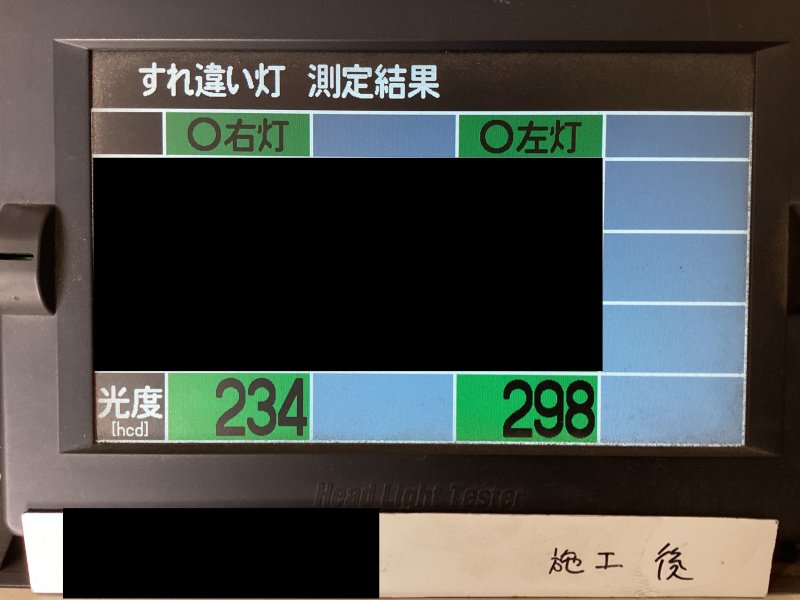 すれ違い灯 測定結果
○右灯 ○左灯
光度 234 298
[hcd]
Head Light Tester
施工 後